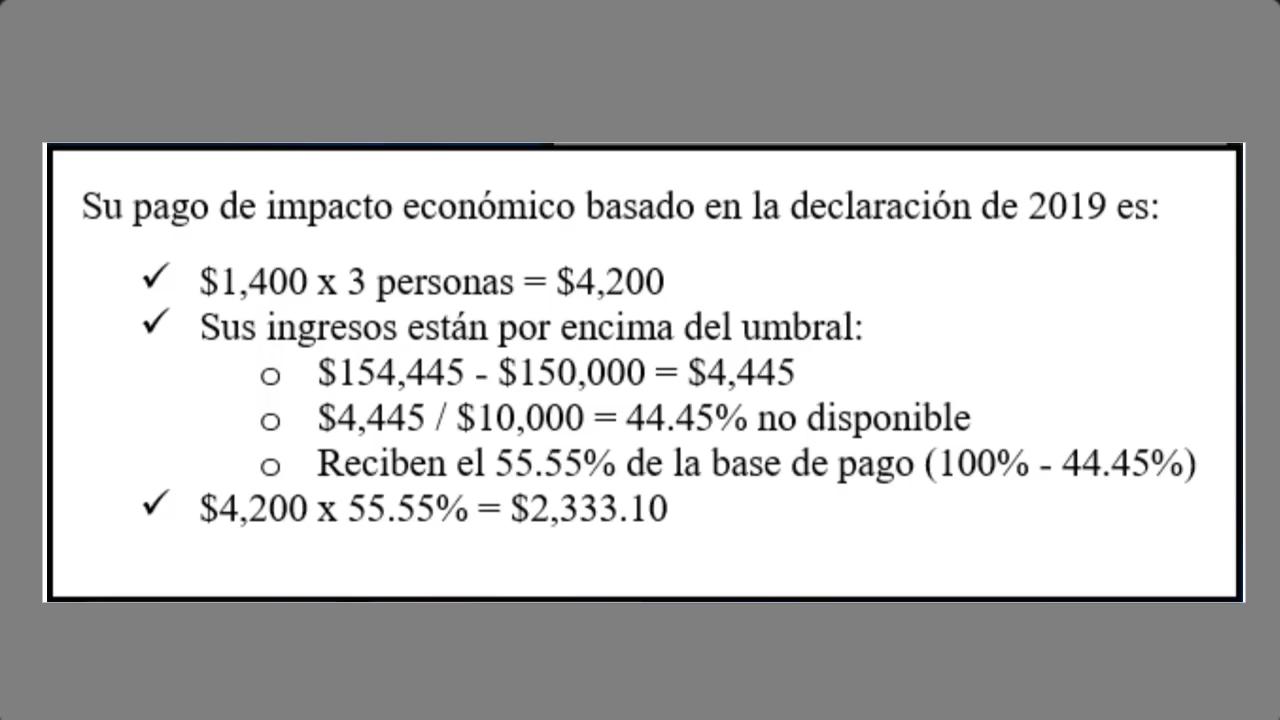 Su pago de impacto económico basado en la declaración de 2019 es:
✓ $1,400 x 3 personas = $4,200
✓ Sus ingresos están por encima del umbral:
o $154,445 - $150,000 = $4,445
o $4,445 / $10,000 = 44.45% no disponible
o Reciben el 55.55% de la base de pago (100% - 44.45%)
✓ $4,200 x 55.55% = $2,333.10